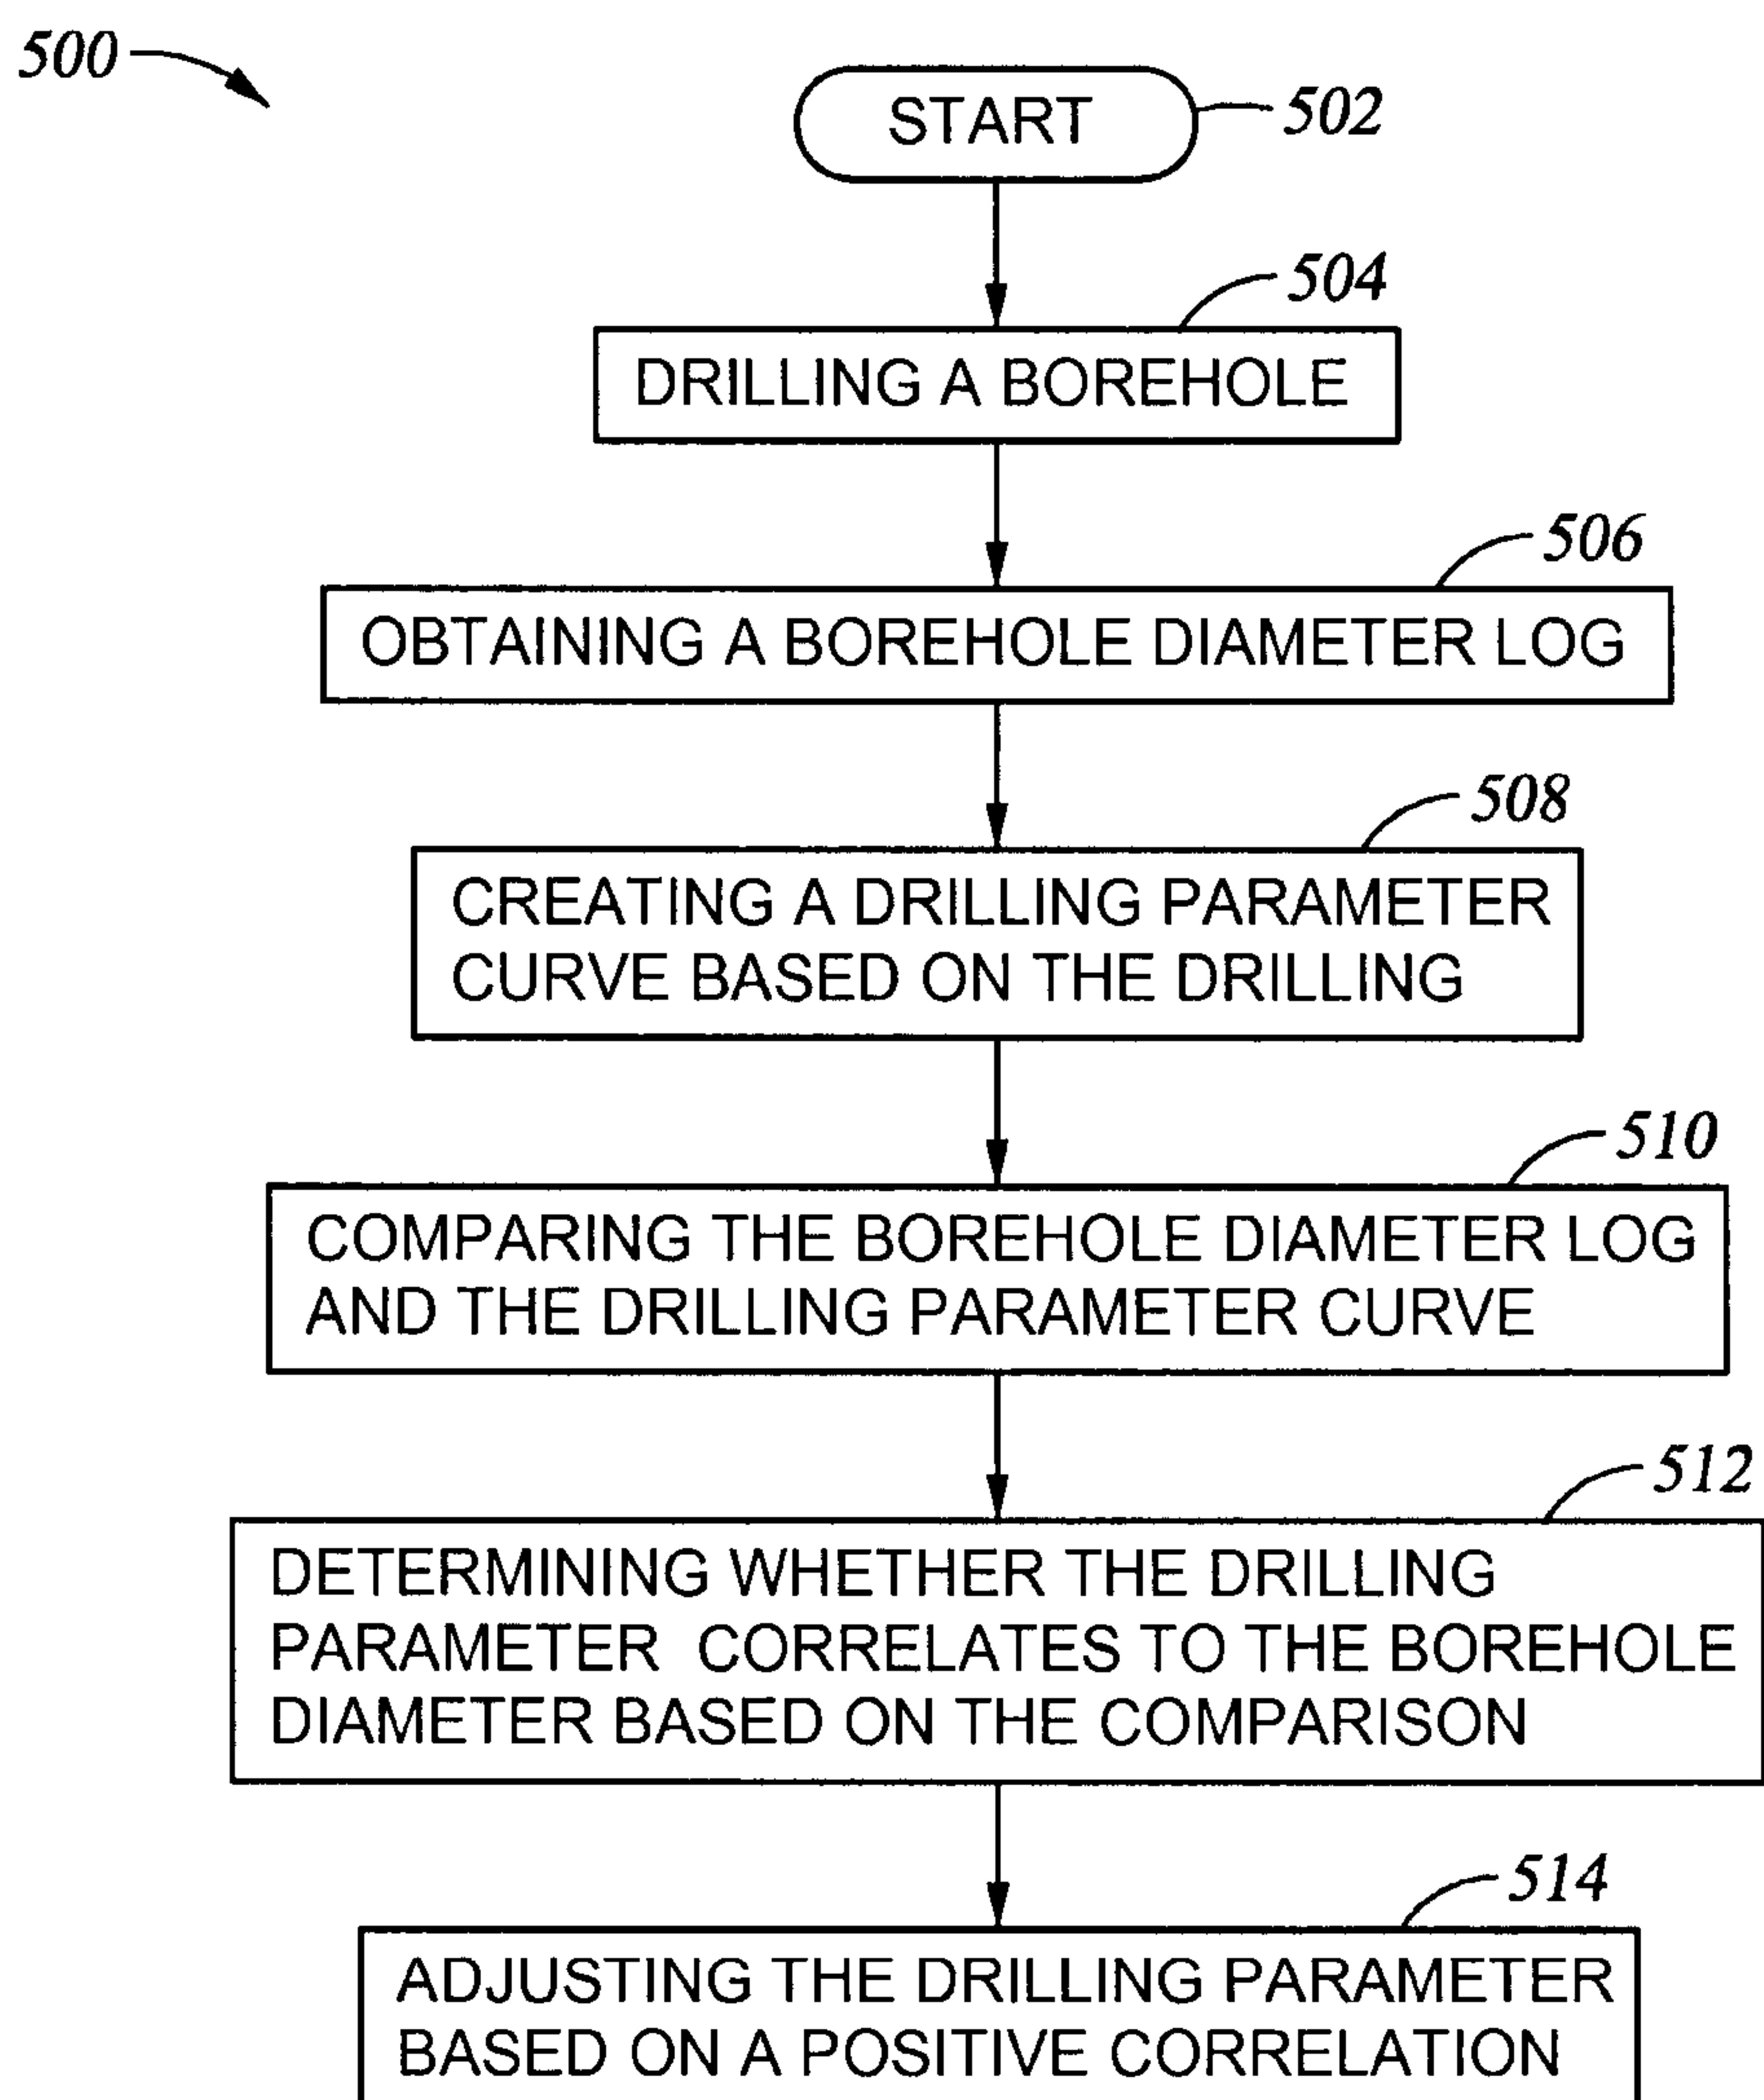 500
START
502
504
DRILLING A BOREHOLE
506
OBTAINING A BOREHOLE DIAMETER LOG
508
CREATING A DRILLING PARAMETER
CURVE BASED ON THE DRILLING
510
COMPARING THE BOREHOLE DIAMETER LOG
AND THE DRILLING PARAMETER CURVE
512
DETERMINING WHETHER THE DRILLING
PARAMETER CORRELATES TO THE BOREHOLE
DIAMETER BASED ON THE COMPARISON
514
ADJUSTING THE DRILLING PARAMETER
BASED ON A POSITIVE CORRELATION